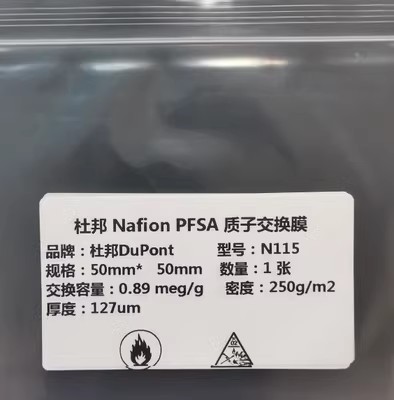 杜邦 Nafion PFSA 质子交换膜
品牌：杜邦DuPont 型号：N115
规格：50mm* 50mm 数量：1 张
交换容量：0.89 meg/g 密度：250g/m2
厚度：127um